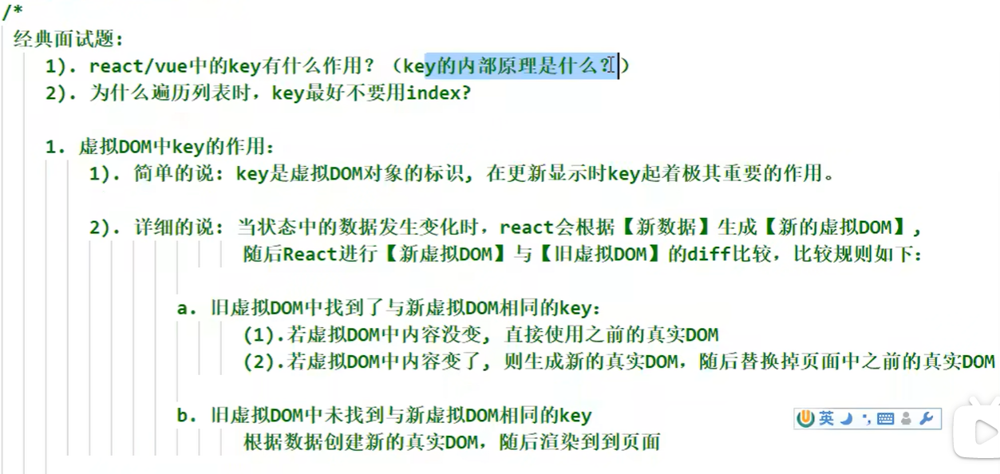 /*
经典面试题:
1). react/vue中的key有什么作用？（key的内部原理是什么？）
2). 为什么遍历列表时，key最好不要用index?
1. 虚拟DOM中key的作用：
1). 简单的说: key是虚拟DOM对象的标识, 在更新显示时key起着极其重要的作用。
2). 详细的说: 当状态中的数据发生变化时，react会根据【新数据】生成【新的虚拟DOM】,
随后React进行【新虚拟DOM】与【旧虚拟DOM】的diff比较，比较规则如下：
a. 旧虚拟DOM中找到了与新虚拟DOM相同的key：
(1).若虚拟DOM中内容没变, 直接使用之前的真实DOM
(2).若虚拟DOM中内容变了, 则生成新的真实DOM，随后替换掉页面中之前的真实DOM
b. 旧虚拟DOM中未找到与新虚拟DOM相同的key
根据数据创建新的真实DOM，随后渲染到到页面
英